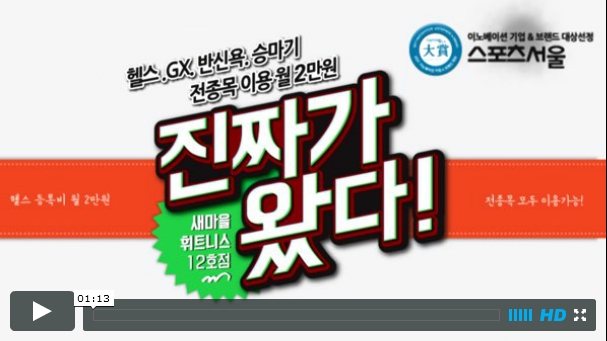 이노베이션 기업 & 브랜드 대상선정
大賞
스포츠서울
헬스. GX. 반신욕. 승마기
전종목 이용 월 2만원
진짜가
왔다!
헬스 등록비 월 2만원
전종목 모두 이용가능!
새마을
휘트니스
12호점
01:13
HD